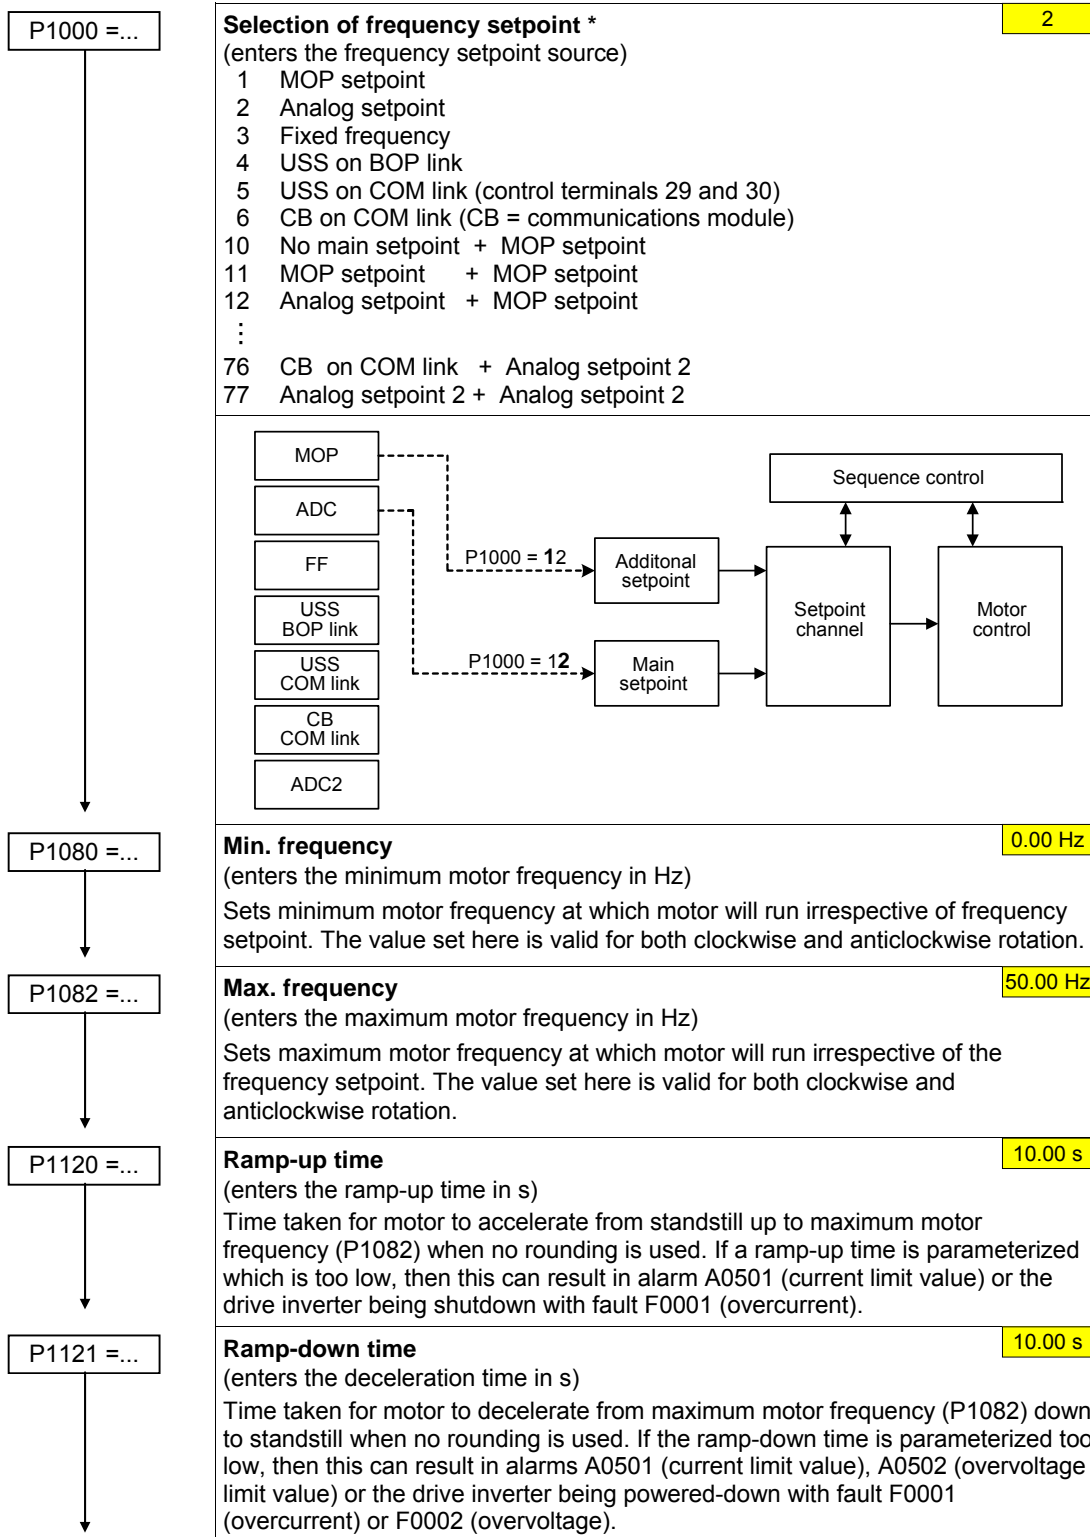 P1000 =...
Selection of frequency setpoint *
2
(enters the frequency setpoint source)
1 MOP setpoint
2 Analog setpoint
3 Fixed frequency
4 USS on BOP link
5 USS on COM link (control terminals 29 and 30)
6 CB on COM link (CB = communications module)
10 No main setpoint + MOP setpoint
11 MOP setpoint + MOP setpoint
12 Analog setpoint + MOP setpoint
⋮
76 CB on COM link + Analog setpoint 2
77 Analog setpoint 2 + Analog setpoint 2
MOP
ADC
FF
USS
BOP link
USS
COM link
CB
COM link
ADC2
P1000 = 12
P1000 = 12
Additonal
setpoint
Main
setpoint
Sequence control
Setpoint
channel
Motor
control
P1080 =...
Min. frequency
0.00 Hz
(enters the minimum motor frequency in Hz)
Sets minimum motor frequency at which motor will run irrespective of frequency
setpoint. The value set here is valid for both clockwise and anticlockwise rotation.
P1082 =...
Max. frequency
50.00 Hz
(enters the maximum motor frequency in Hz)
Sets maximum motor frequency at which motor will run irrespective of the
frequency setpoint. The value set here is valid for both clockwise and
anticlockwise rotation.
P1120 =...
Ramp-up time
10.00 s
(enters the ramp-up time in s)
Time taken for motor to accelerate from standstill up to maximum motor
frequency (P1082) when no rounding is used. If a ramp-up time is parameterized
which is too low, then this can result in alarm A0501 (current limit value) or the
drive inverter being shutdown with fault F0001 (overcurrent).
P1121 =...
Ramp-down time
10.00 s
(enters the deceleration time in s)
Time taken for motor to decelerate from maximum motor frequency (P1082) down
to standstill when no rounding is used. If the ramp-down time is parameterized too
low, then this can result in alarms A0501 (current limit value), A0502 (overvoltage
limit value) or the drive inverter being powered-down with fault F0001
(overcurrent) or F0002 (overvoltage).